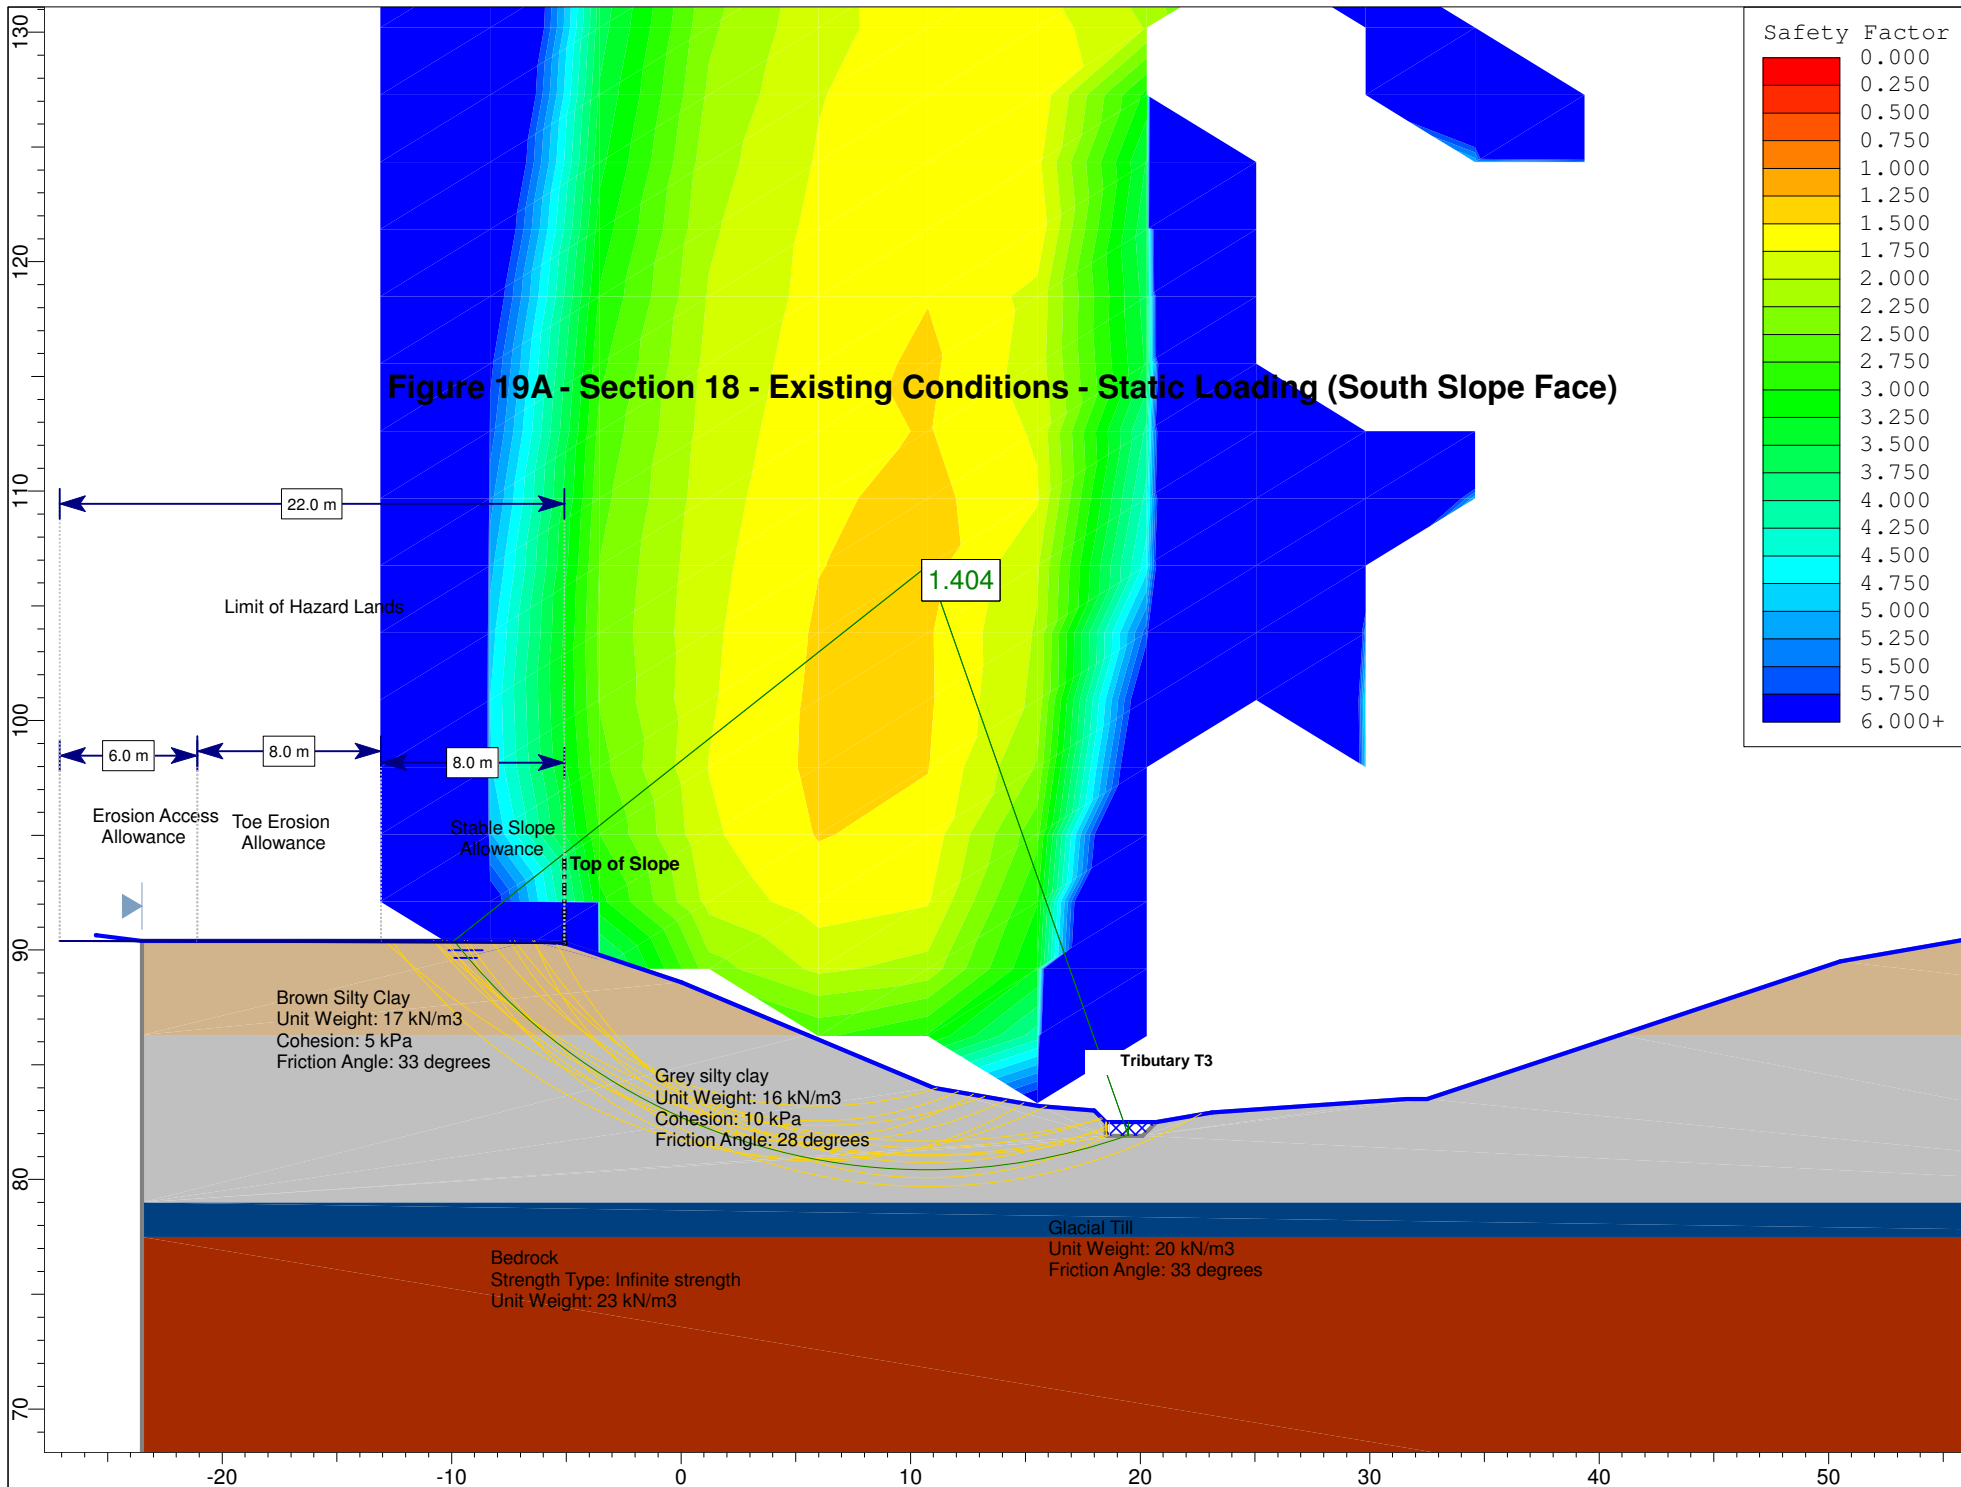 Safety Factor
0.000
0.250
0.500
0.750
1.000
1.250
1.500
1.750
2.000
2.250
2.500
2.750
3.000
3.250
3.500
3.750
4.000
4.250
4.500
4.750
5.000
5.250
5.500
5.750
6.000+
Figure 19A - Section 18 - Existing Conditions - Static Loading (South Slope Face)
22.0 m
Limit of Hazard Lands
1.404
6.0 m
8.0 m
8.0 m
Erosion Access
Allowance
Toe Erosion
Allowance
Stable Slope
Allowance
Top of Slope
Brown Silty Clay
Unit Weight: 17 kN/m3
Cohesion: 5 kPa
Friction Angle: 33 degrees
Grey silty clay
Unit Weight: 16 kN/m3
Cohesion: 10 kPa
Friction Angle: 28 degrees
Tributary T3
Glacial Till
Unit Weight: 20 kN/m3
Friction Angle: 33 degrees
Bedrock
Strength Type: Infinite strength
Unit Weight: 23 kN/m3
130
120
110
100
90
80
70
-20
-10
0
10
20
30
40
50